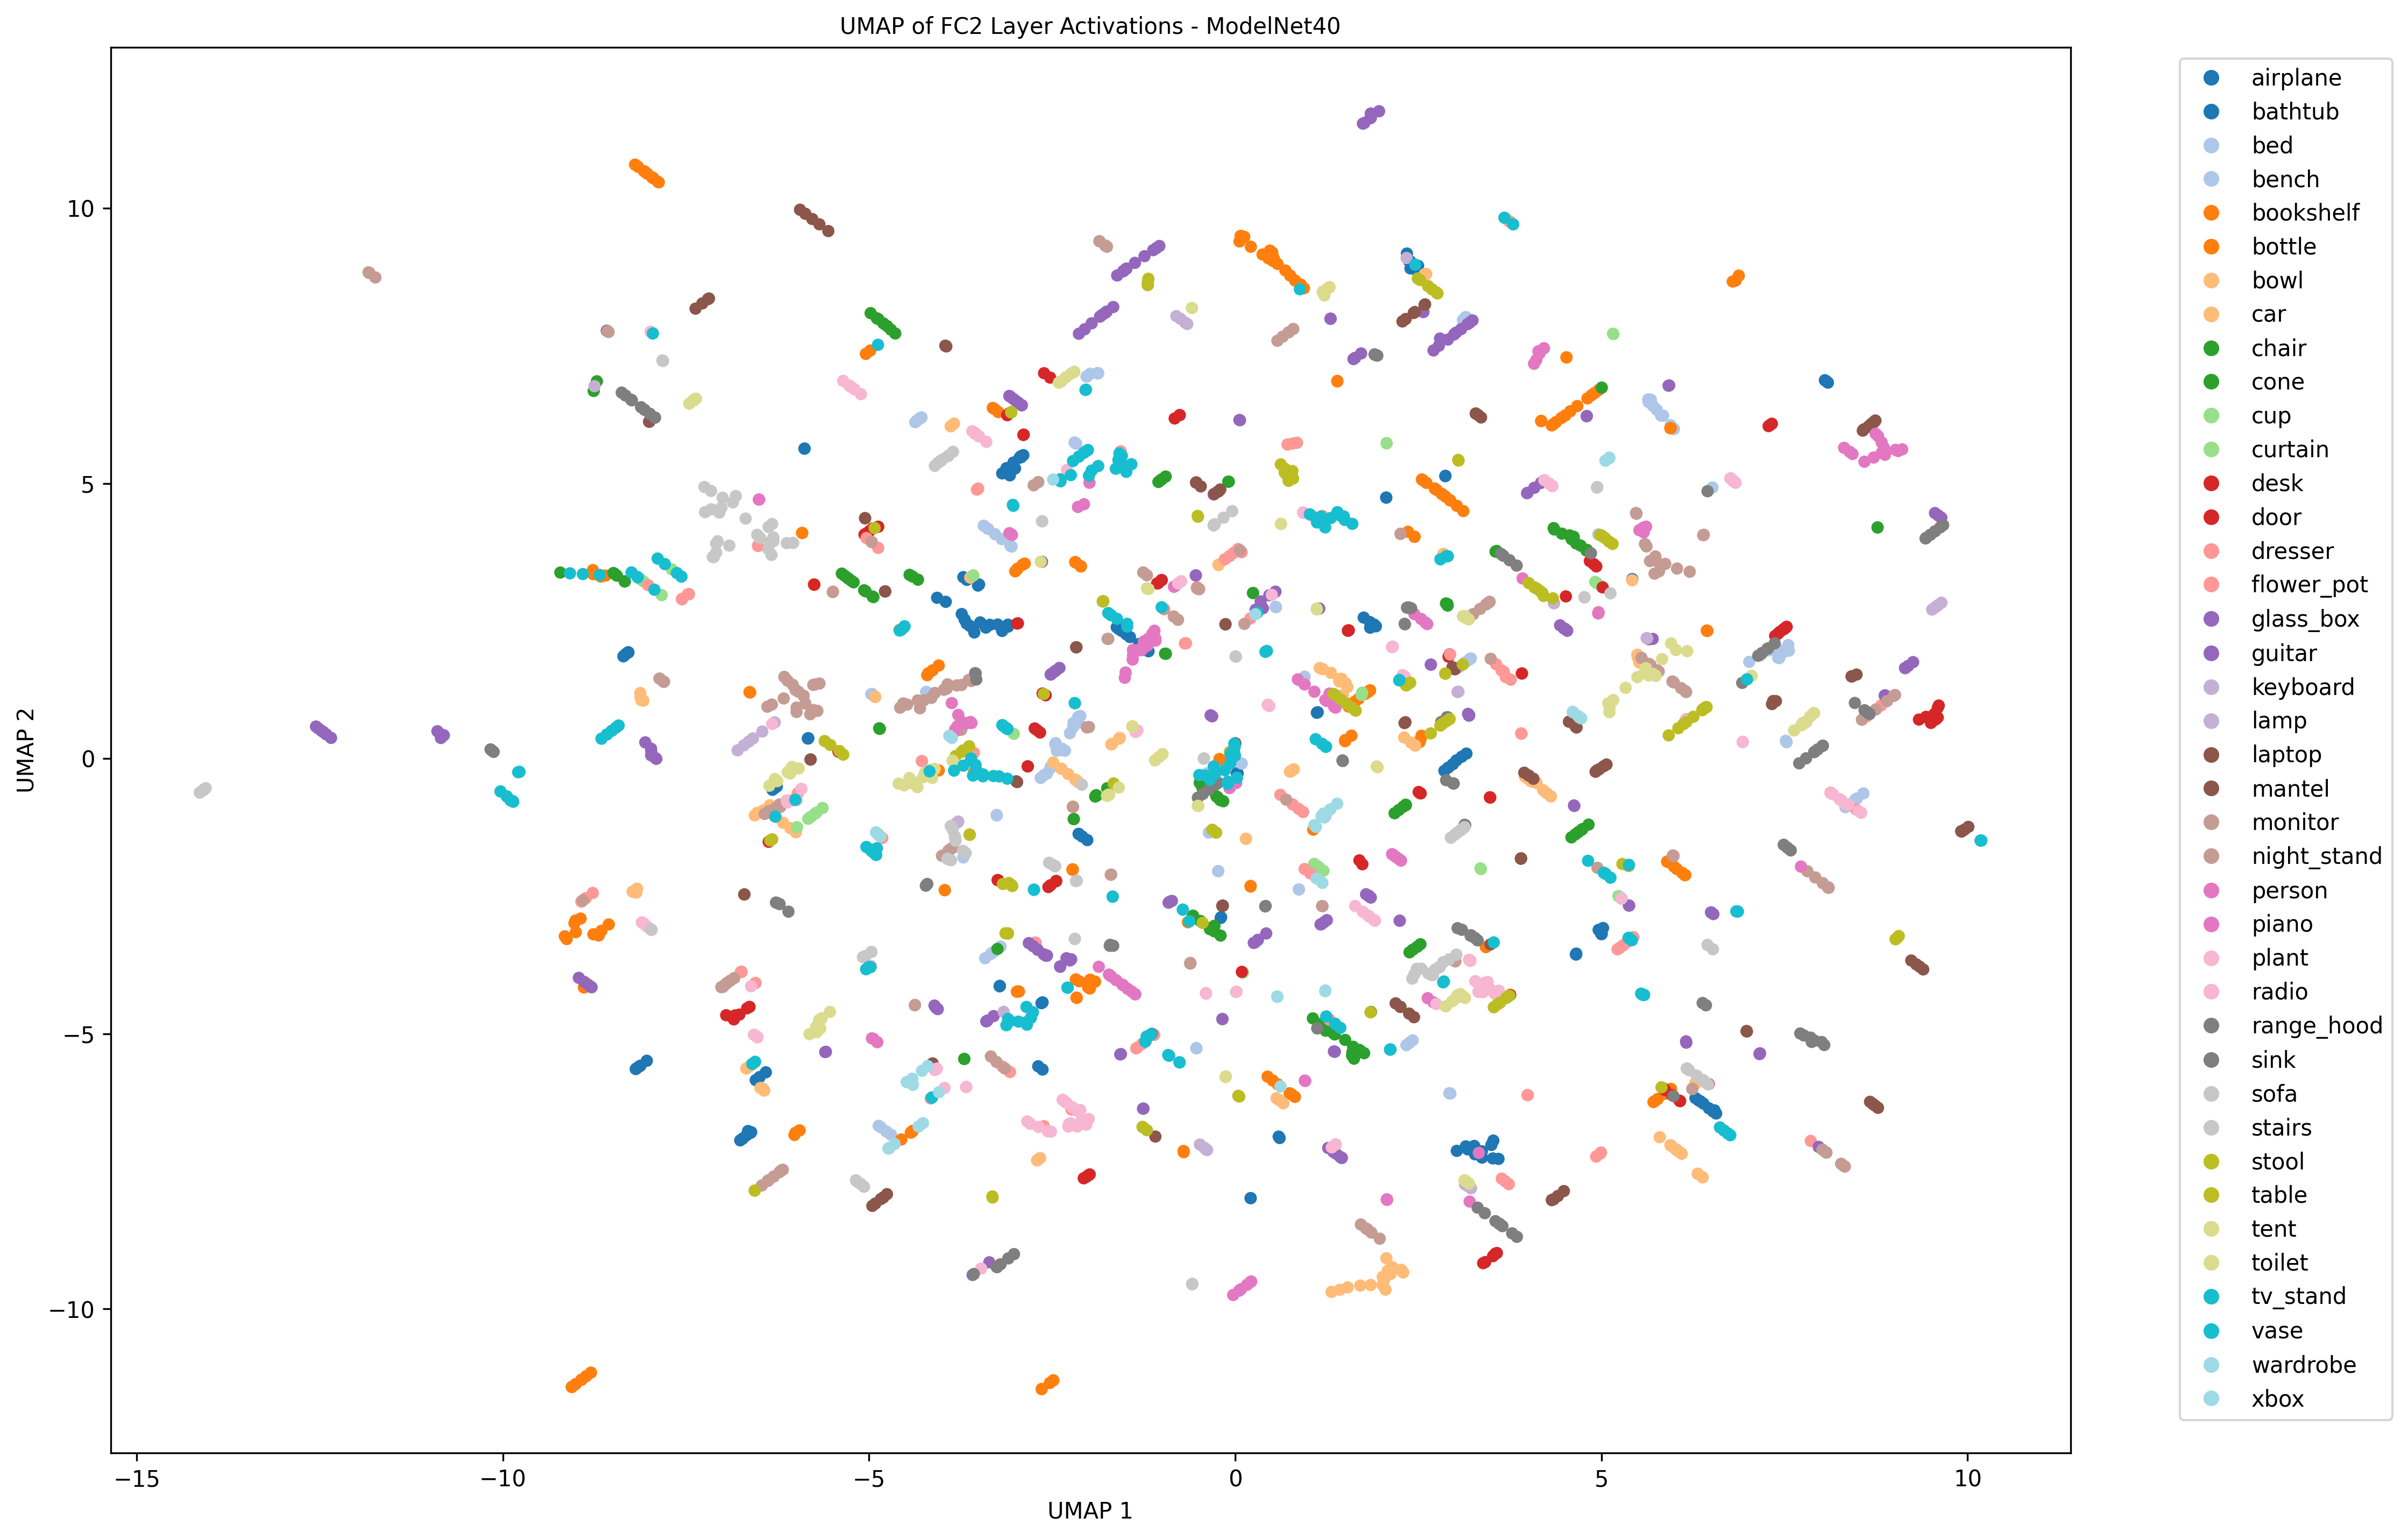 UMAP of FC2 Layer Activations - ModelNet40
10
5
0
−5
−10
UMAP 2
−15
−10
−5
0
5
10
UMAP 1
airplane
bathtub
bed
bench
bookshelf
bottle
bowl
car
chair
cone
cup
curtain
desk
door
dresser
flower_pot
glass_box
guitar
keyboard
lamp
laptop
mantel
monitor
night_stand
person
piano
plant
radio
range_hood
sink
sofa
stairs
stool
table
tent
toilet
tv_stand
vase
wardrobe
xbox